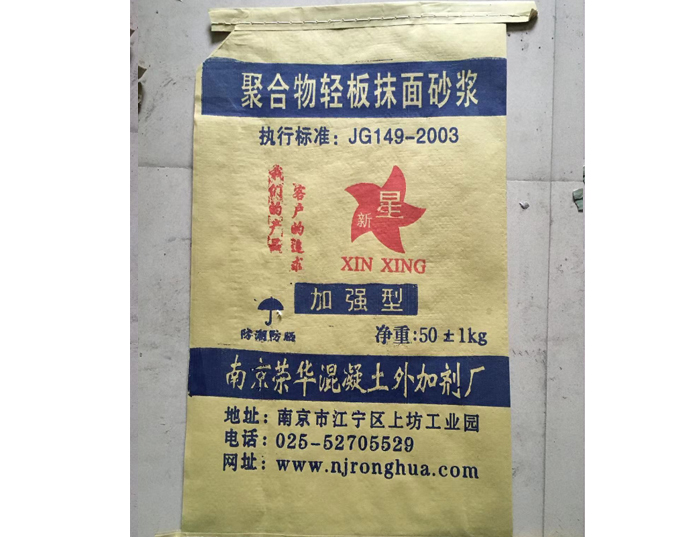 聚合物轻板抹面砂浆
执行标准：JG149-2003
我们的产品
客户的追求
新星
XIN XING
加强型
防潮防晒
净重:50±1kg
南京荣华混凝土外加剂厂
地址：南京市江宁区上坊工业园
电话：025-52705529
网址：www.njronghua.com